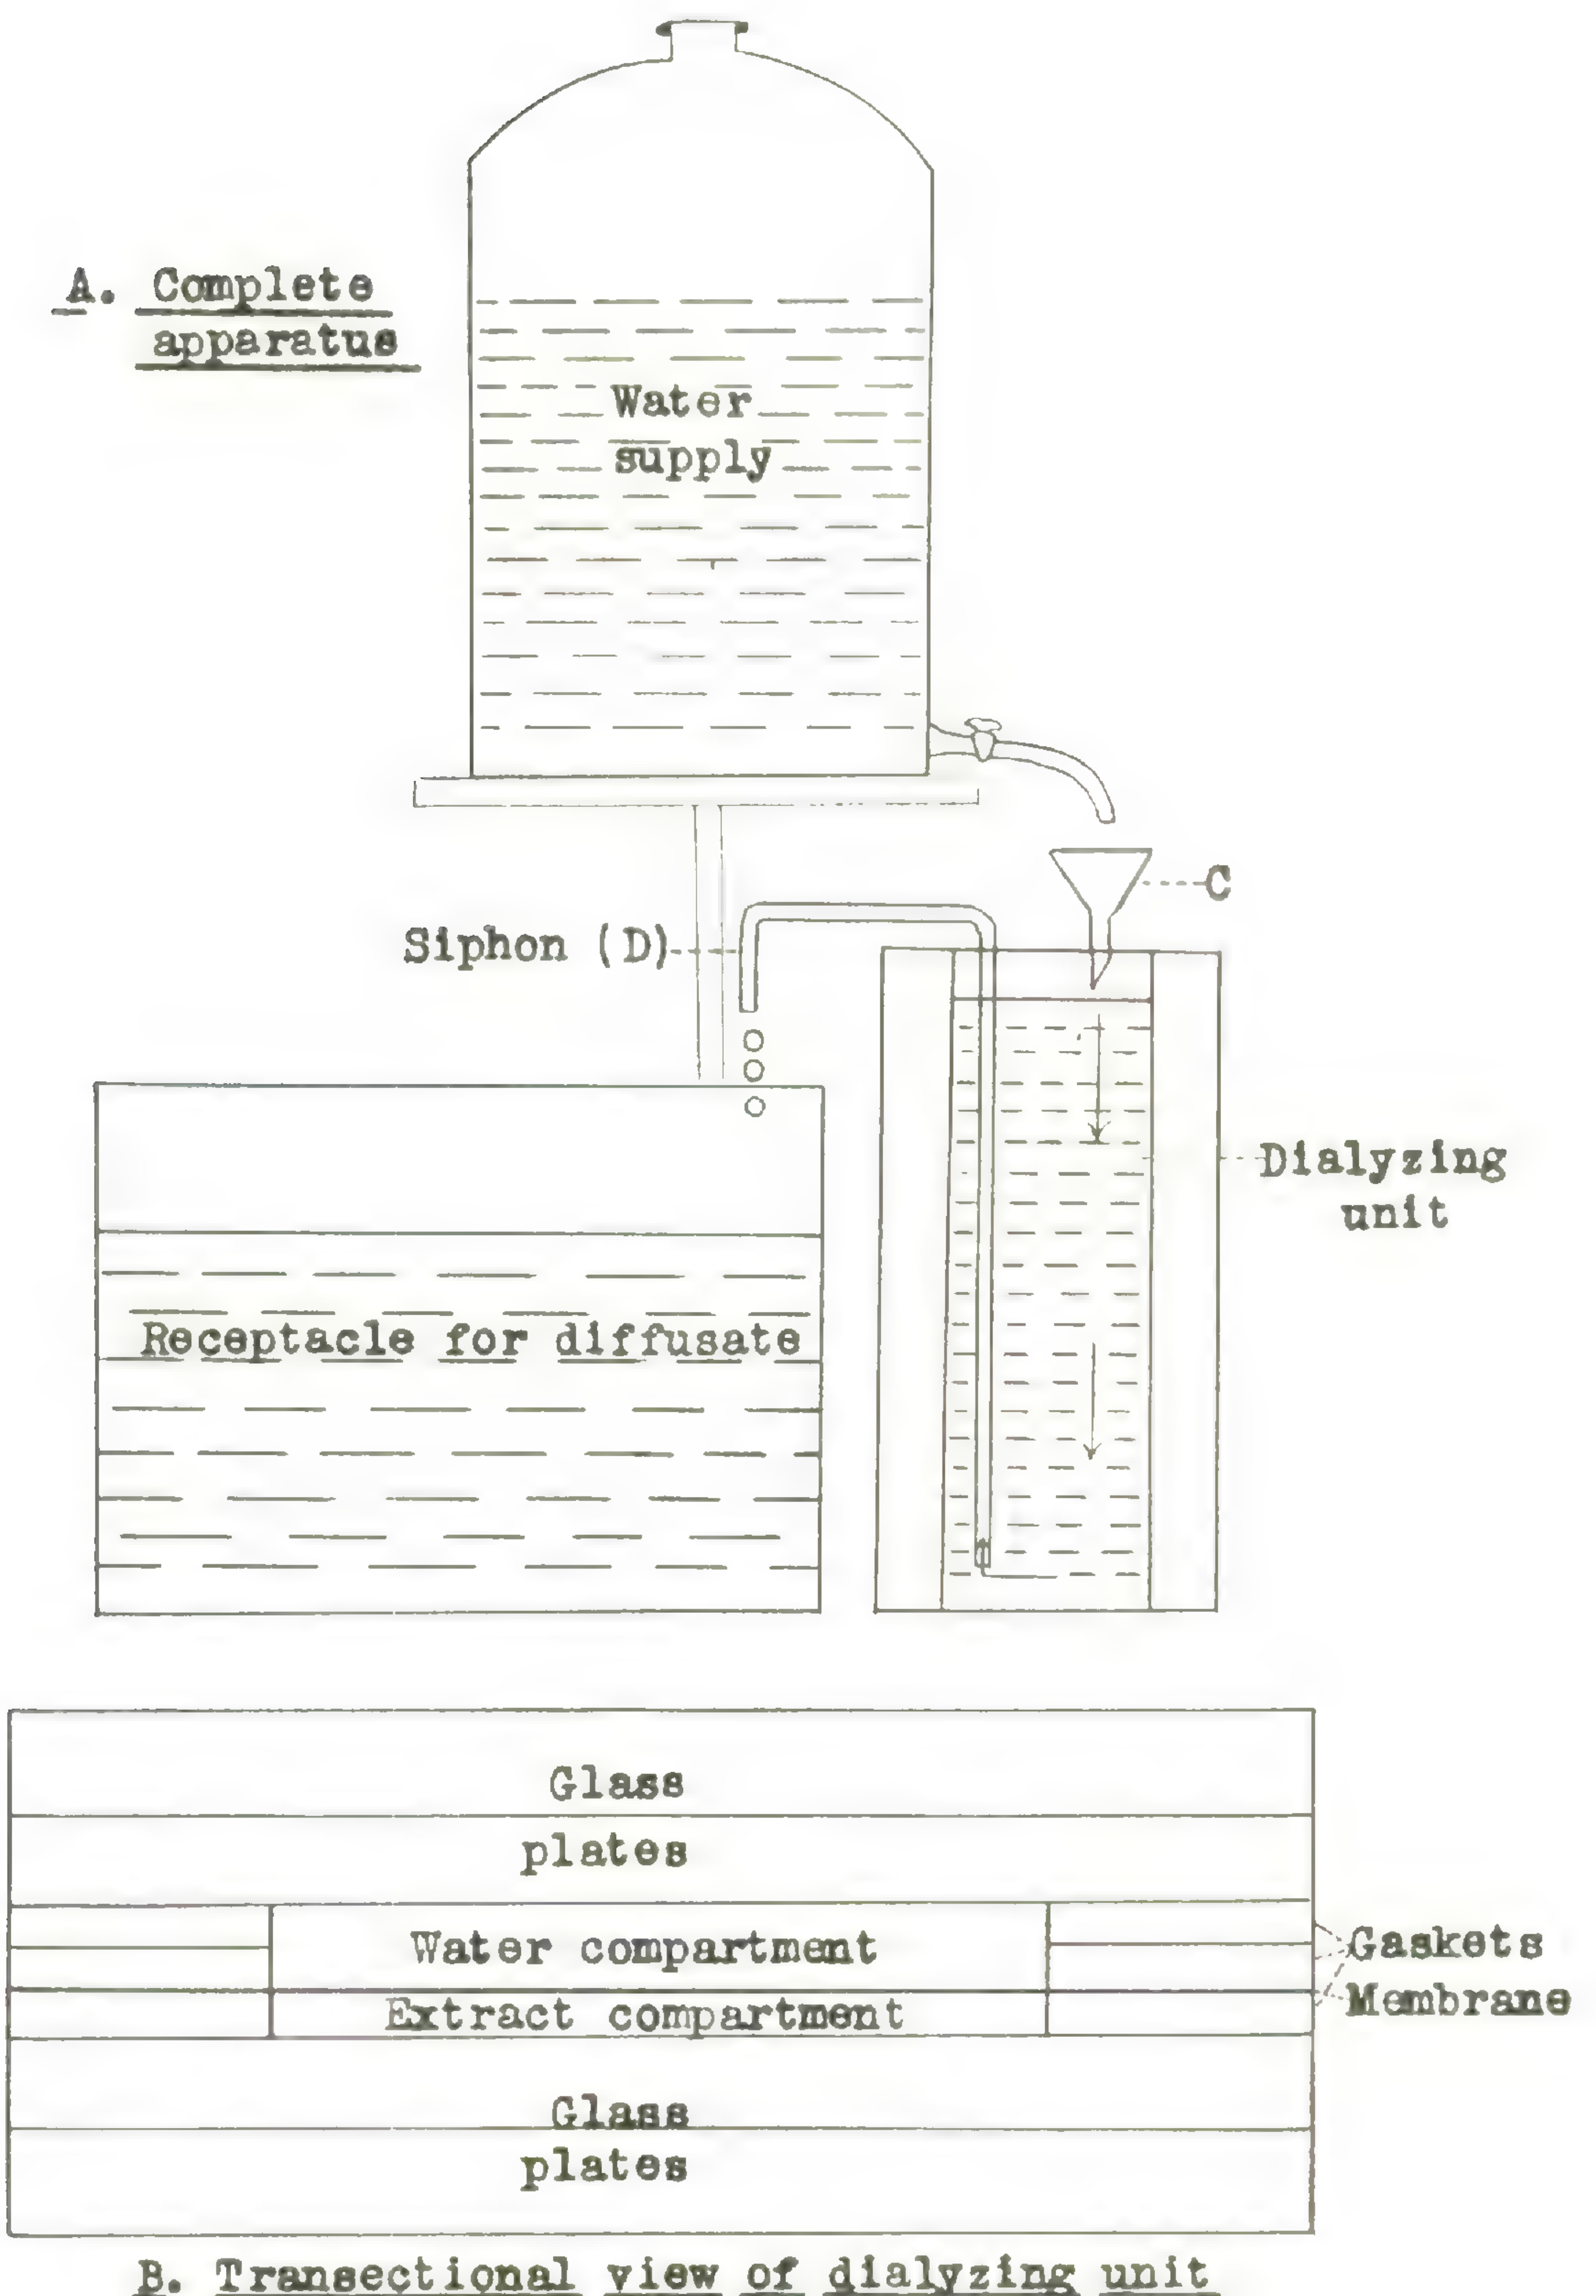 A. Complete
apparatus
Water
supply
C
Siphon (D)
Dialyzing
unit
Receptacle for diffusate
Glass
plates
Water compartment
Gaskets
Extract compartment
Membrane
Glass
plates
B. Transectional view of dialyzing unit